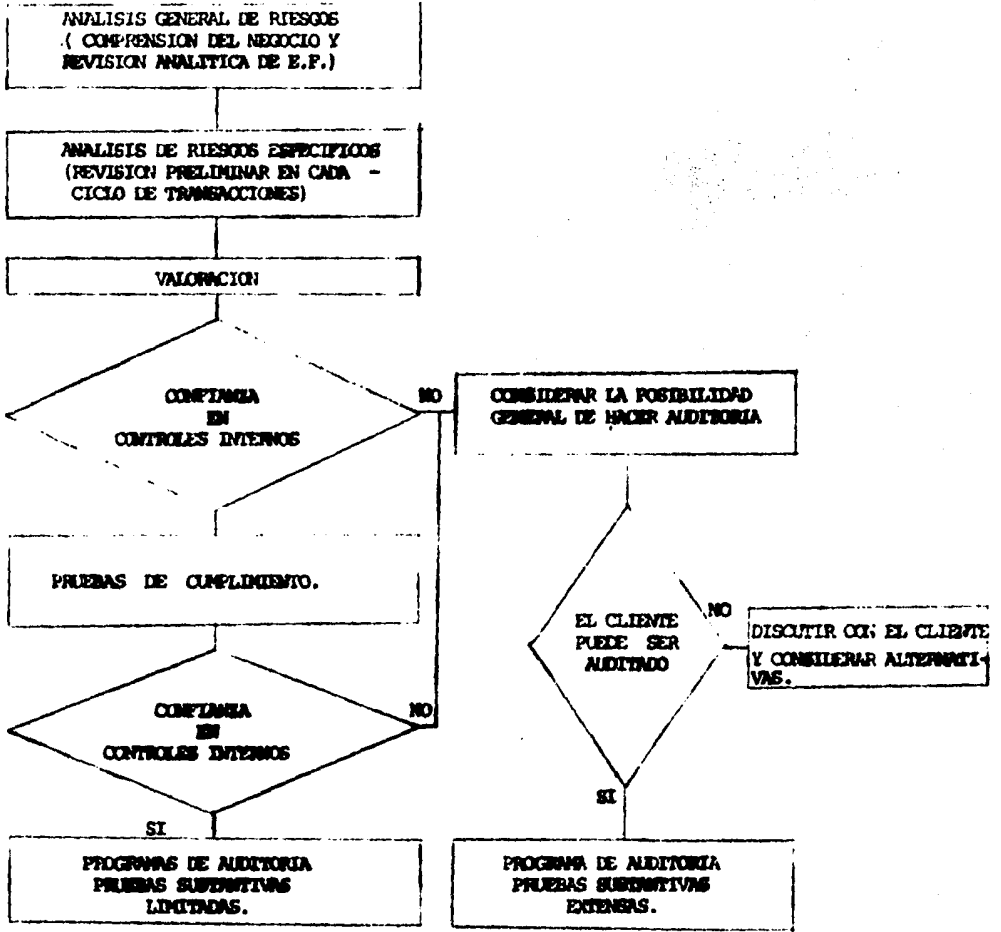 ANALISIS GENERAL DE RIESGOS
( COMPRENSION DEL NEGOCIO Y
REVISION ANALITICA DE E.F.)
ANALISIS DE RIESGOS ESPECIFICOS
(REVISION PRELIMINAR EN CADA -
CICLO DE TRANSACCIONES)
VALORACION
CONFIANZA
EN
CONTROLES INTERNOS
NO
CONSIDERAR LA POSIBILIDAD
GENERAL DE HACER AUDITORIA
PRUEBAS DE CUMPLIMIENTO.
EL CLIENTE
PUEDE SER
AUDITADO
NO
DISCUTIR CON EL CLIENTE
Y CONSIDERAR ALTERNATI-
VAS.
CONFIANZA
EN
CONTROLES INTERNOS
NO
SI
SI
PROGRAMAS DE AUDITORIA
PRUEBAS SUSTANTIVAS
LIMITADAS.
PROGRAMA DE AUDITORIA
PRUEBAS SUSTANTIVAS
EXTENSAS.